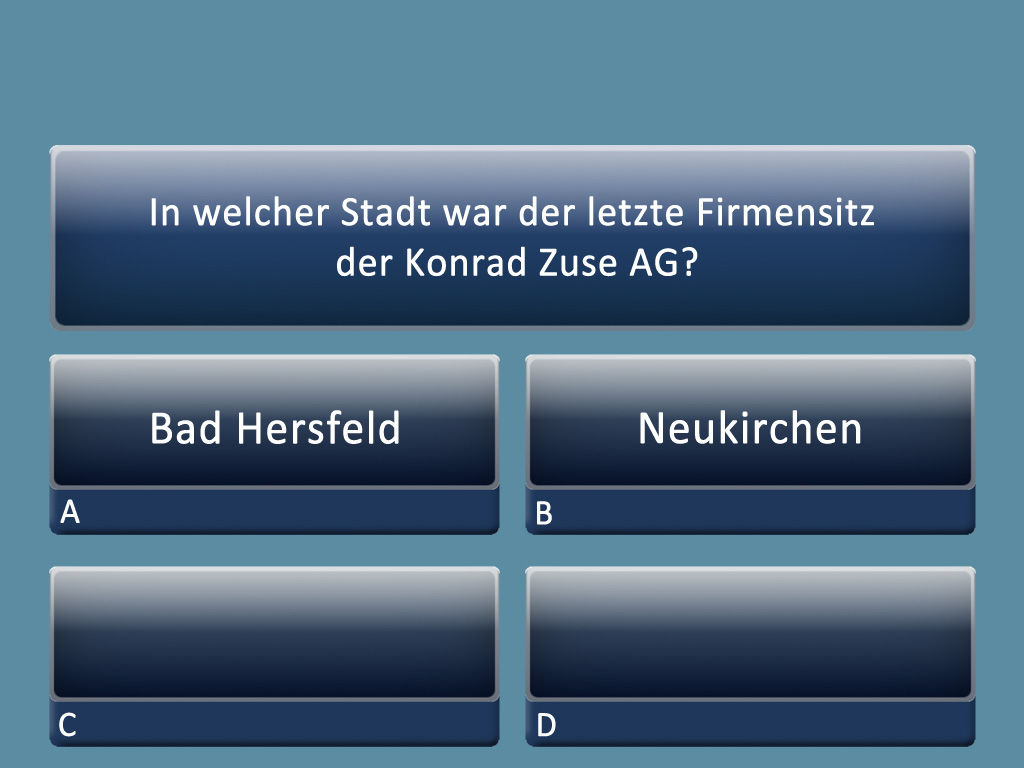 In welcher Stadt war der letzte Firmensitz
der Konrad Zuse AG?
Bad Hersfeld
Neukirchen
A
B
C
D